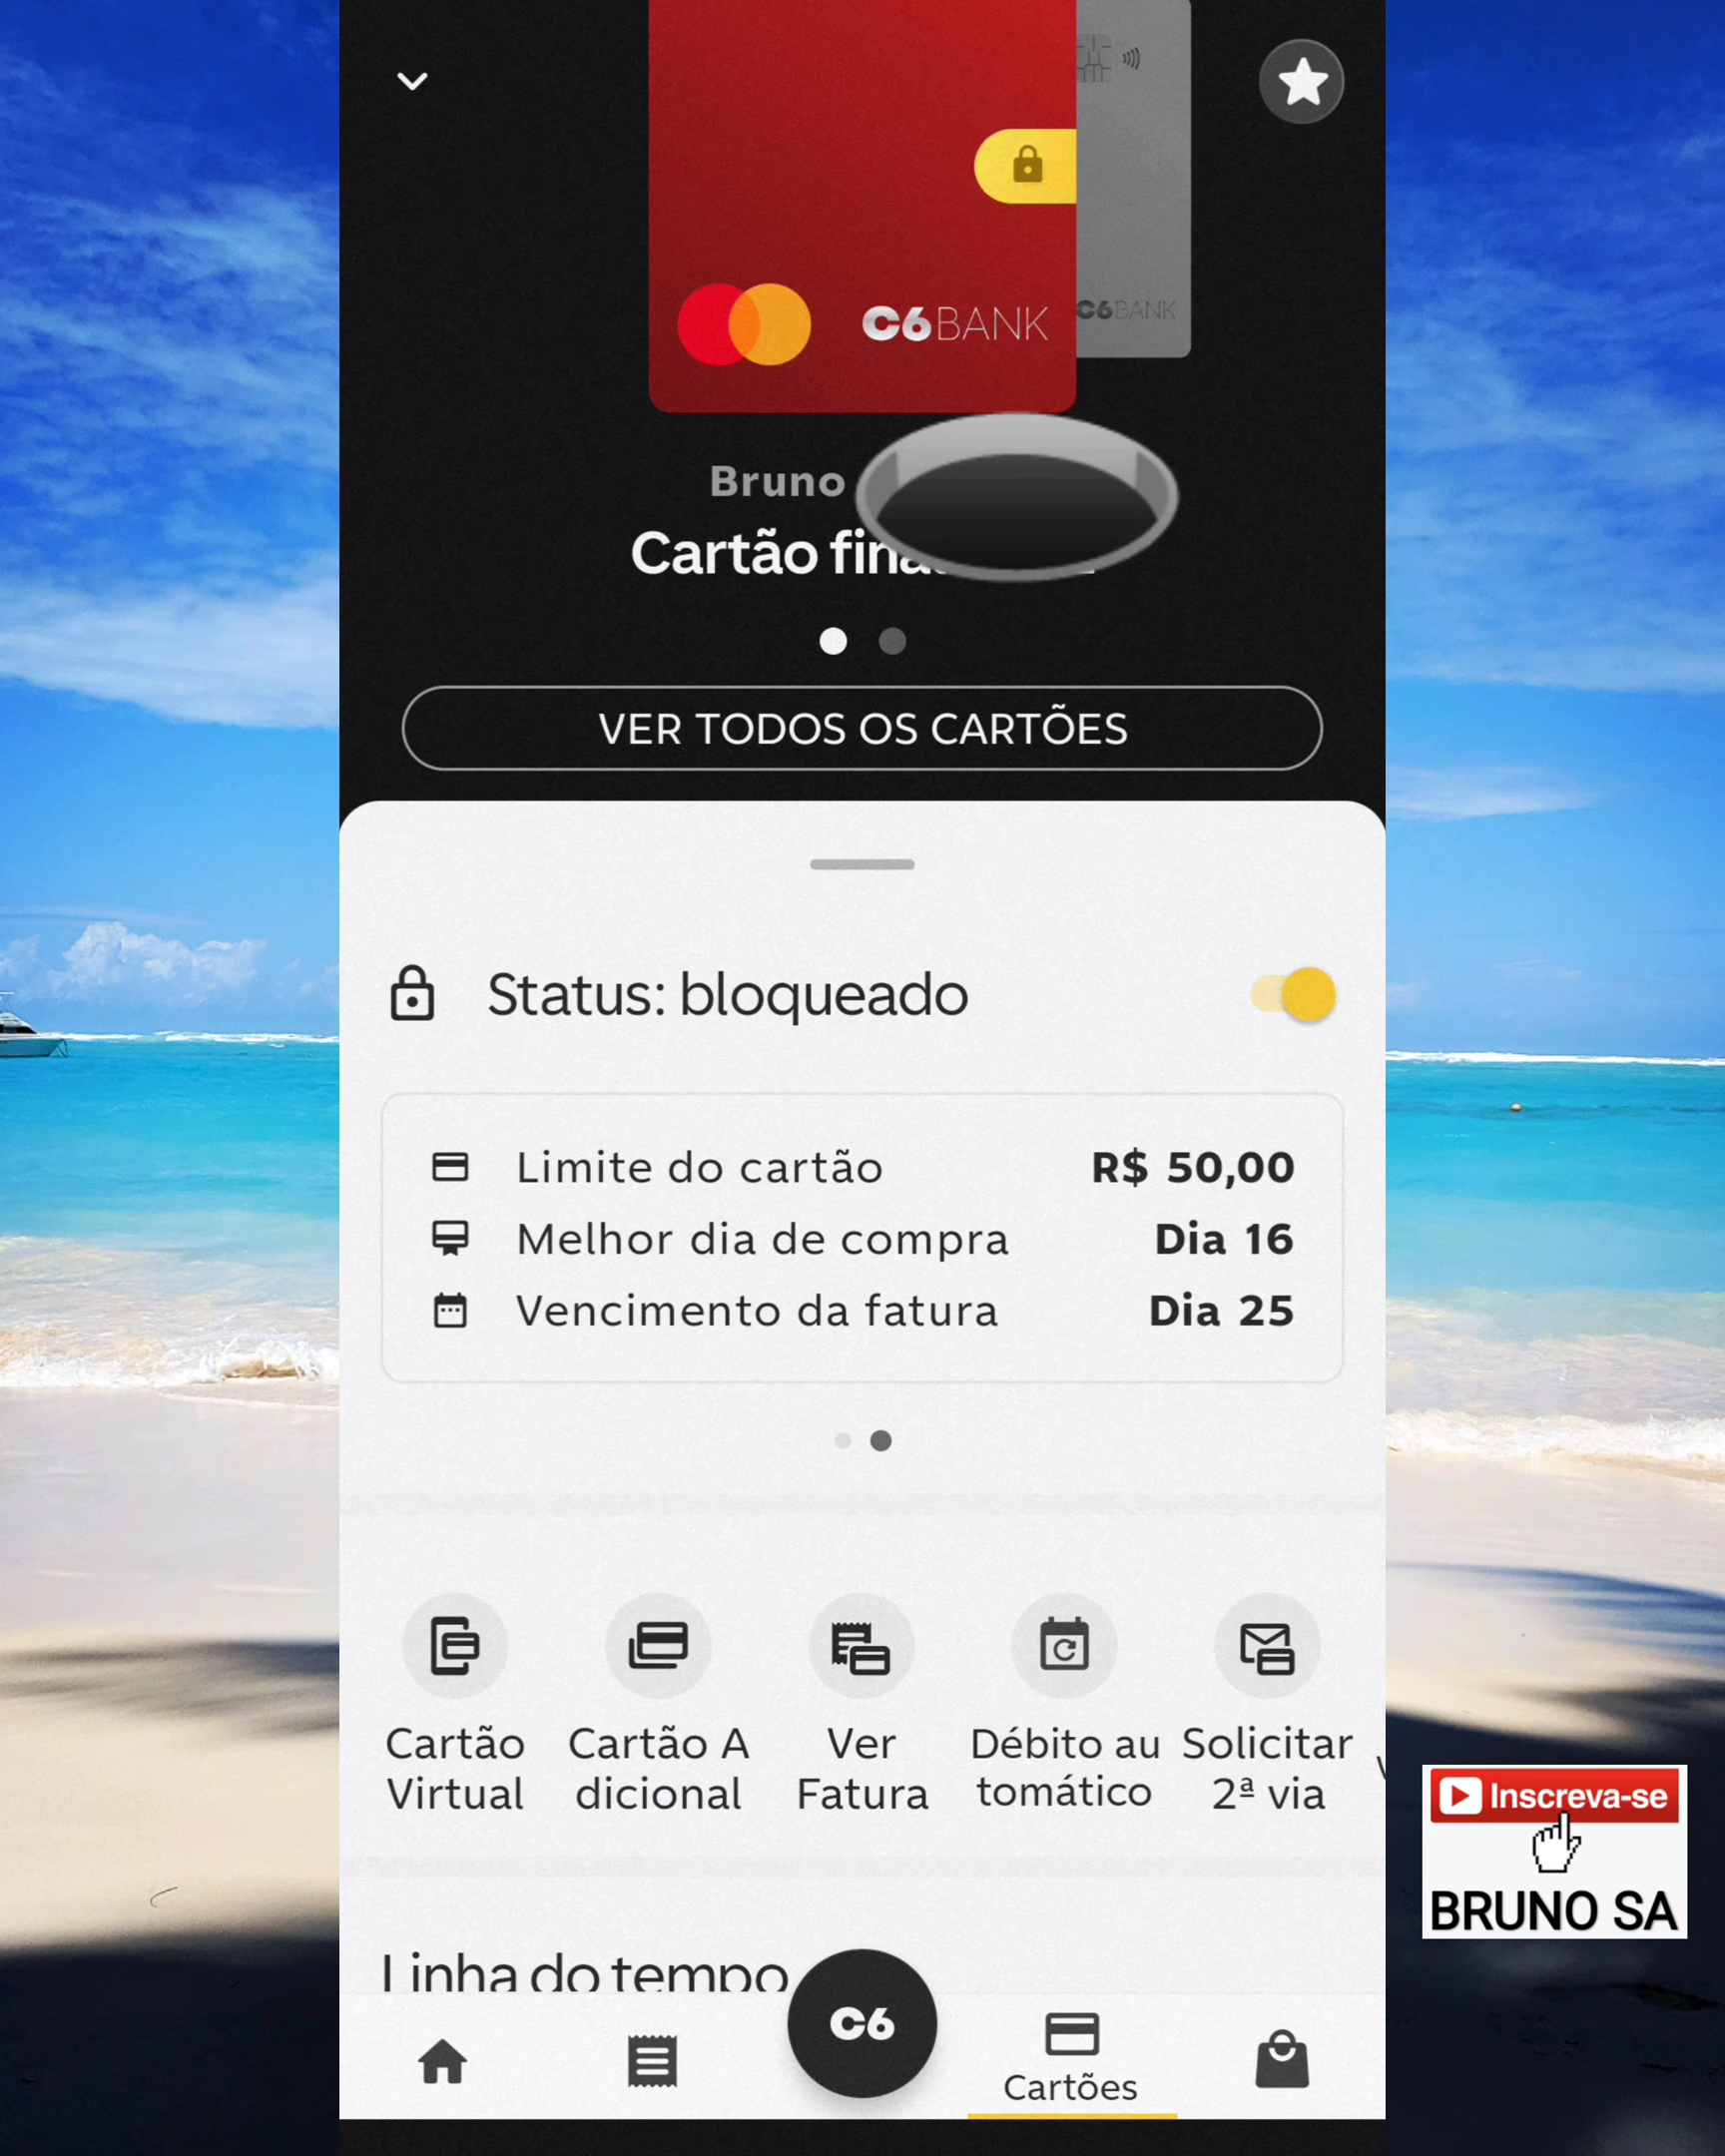 C6BANK
C6BANK
Bruno
Cartão
VER TODOS OS CARTÕES
Status: bloqueado
Limite do cartão R$ 50,00
Melhor dia de compra Dia 16
Vencimento da fatura Dia 25
Cartão Virtual
Cartão A dicional
Ver Fatura
Débito au tomático
Solicitar 2ª via
Inscreva-se
BRUNO SA
Linha do tempo
C6
Cartões